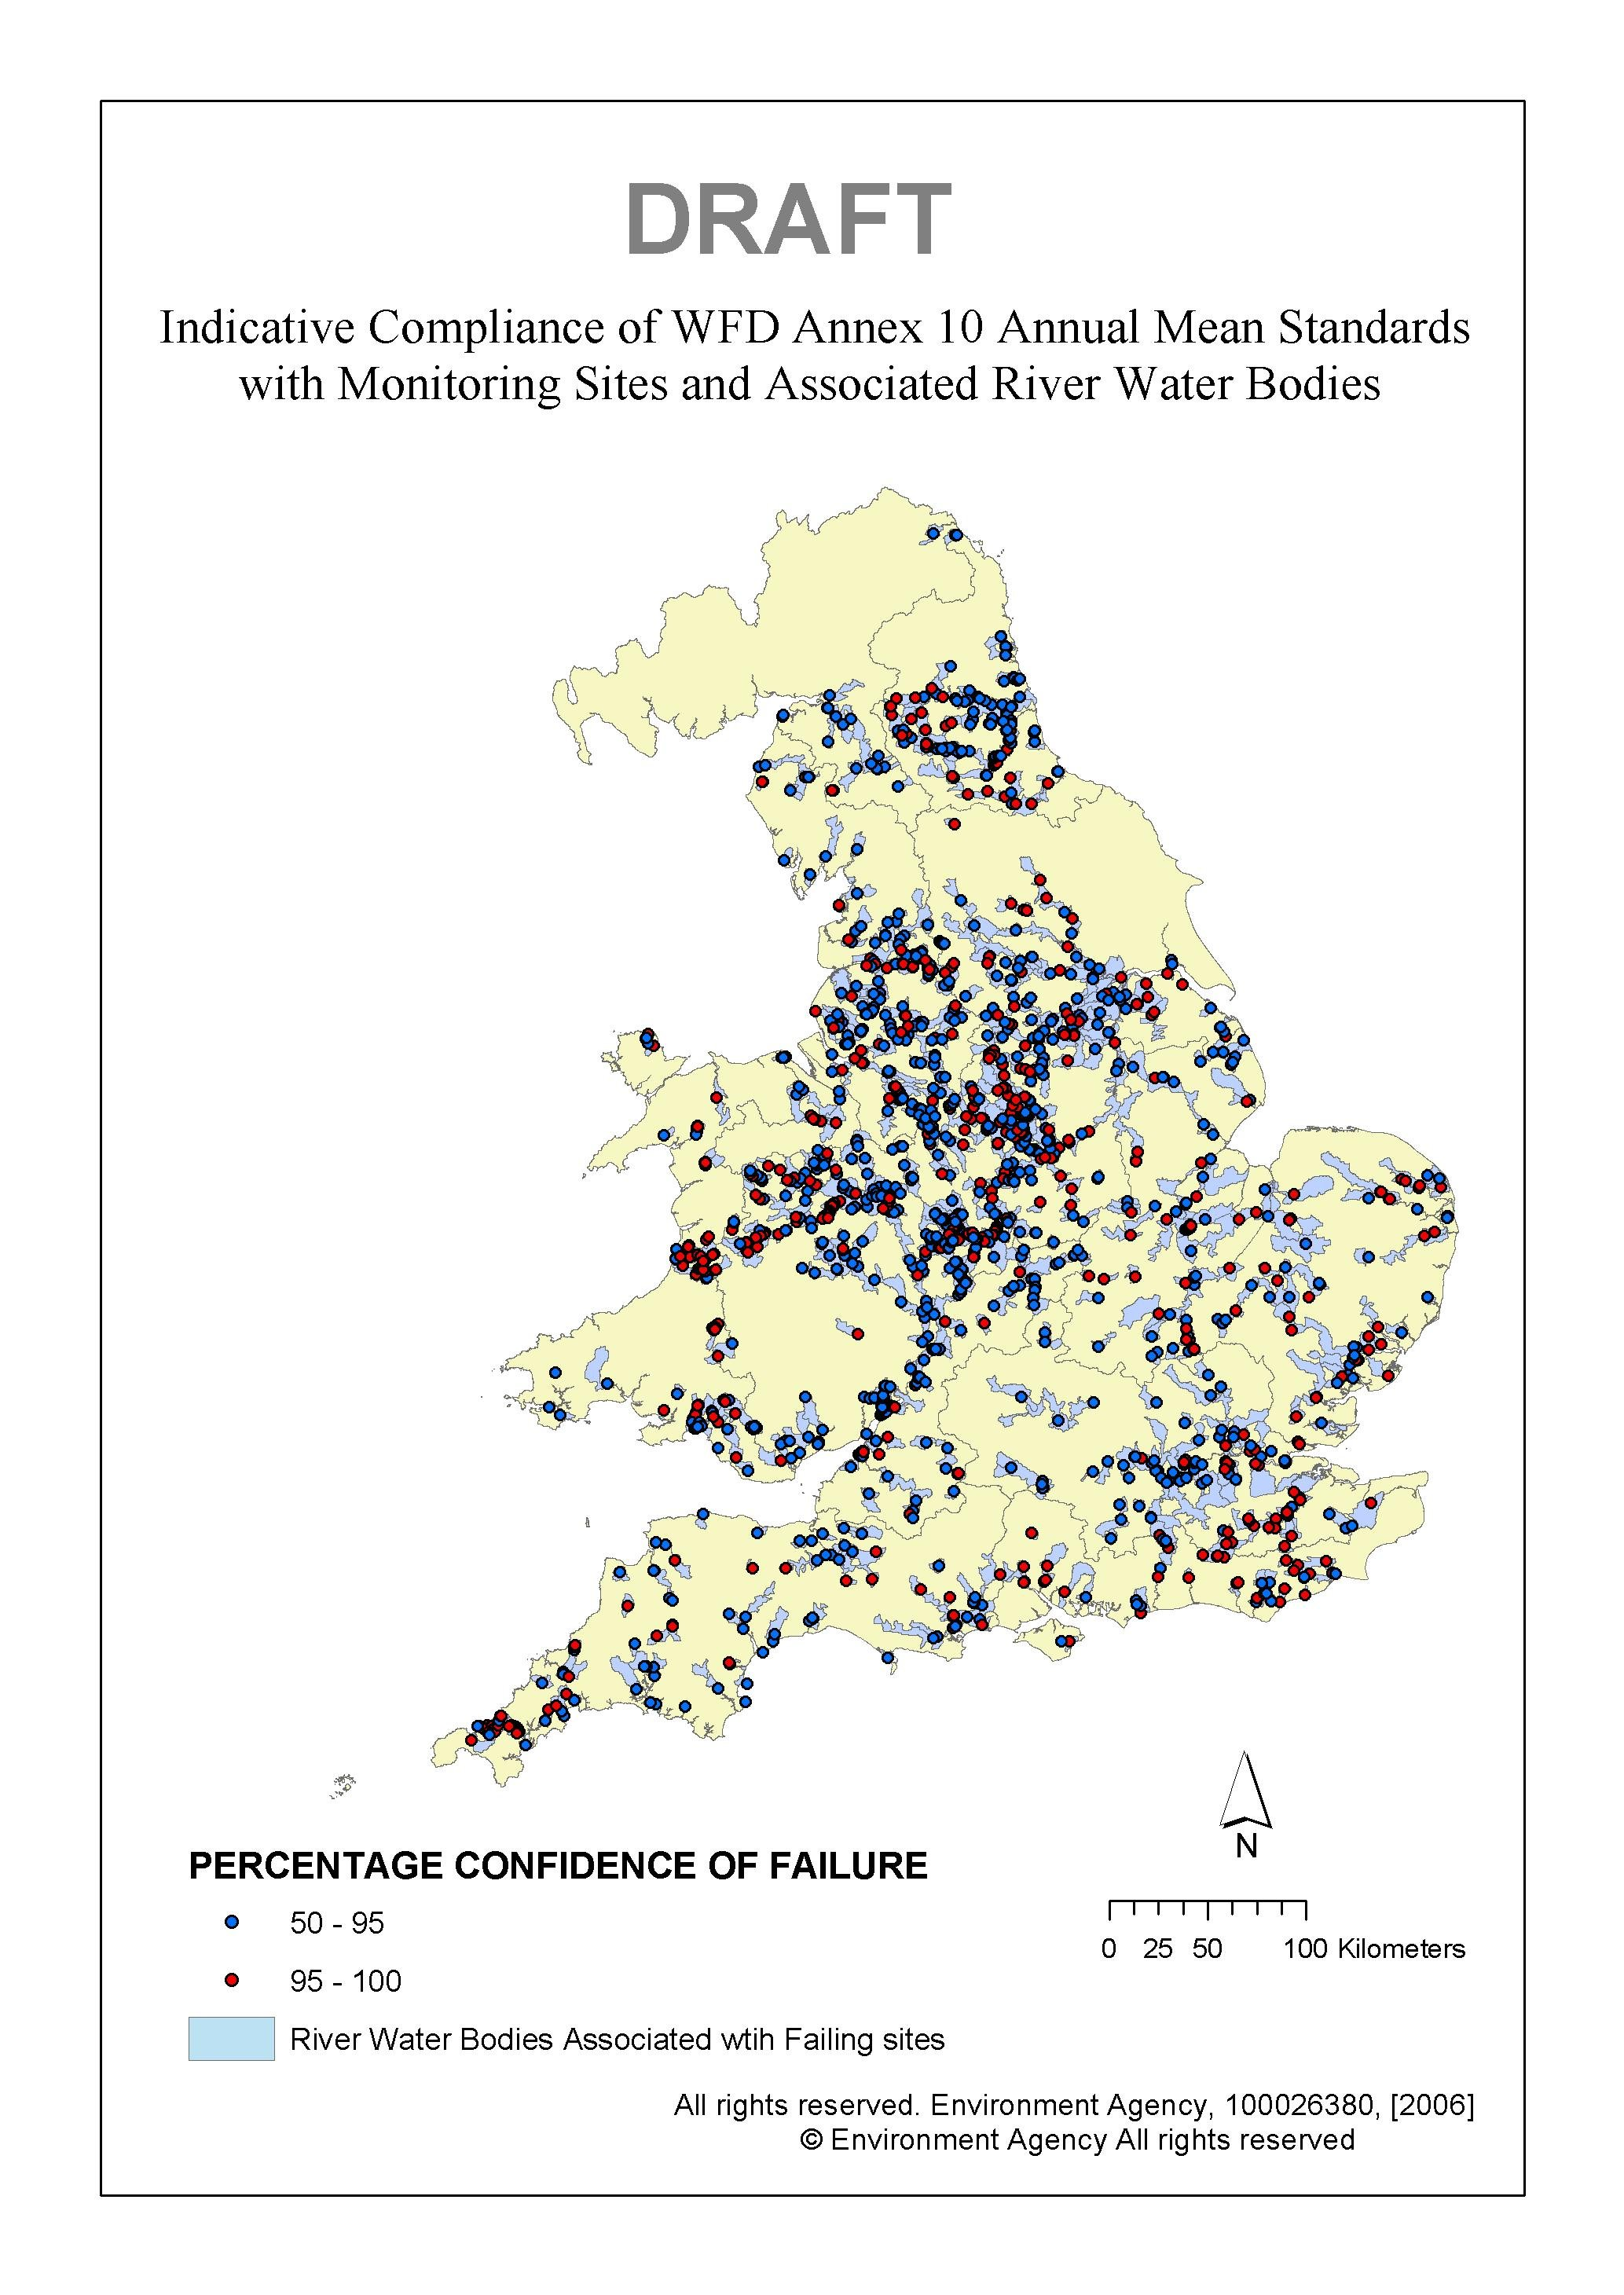 DRAFT
Indicative Compliance of WFD Annex 10 Annual Mean Standards
with Monitoring Sites and Associated River Water Bodies
N
PERCENTAGE CONFIDENCE OF FAILURE
50 - 95
95 - 100
River Water Bodies Associated wtih Failing sites
0 25 50 100 Kilometers
All rights reserved. Environment Agency, 100026380, [2006]
© Environment Agency All rights reserved